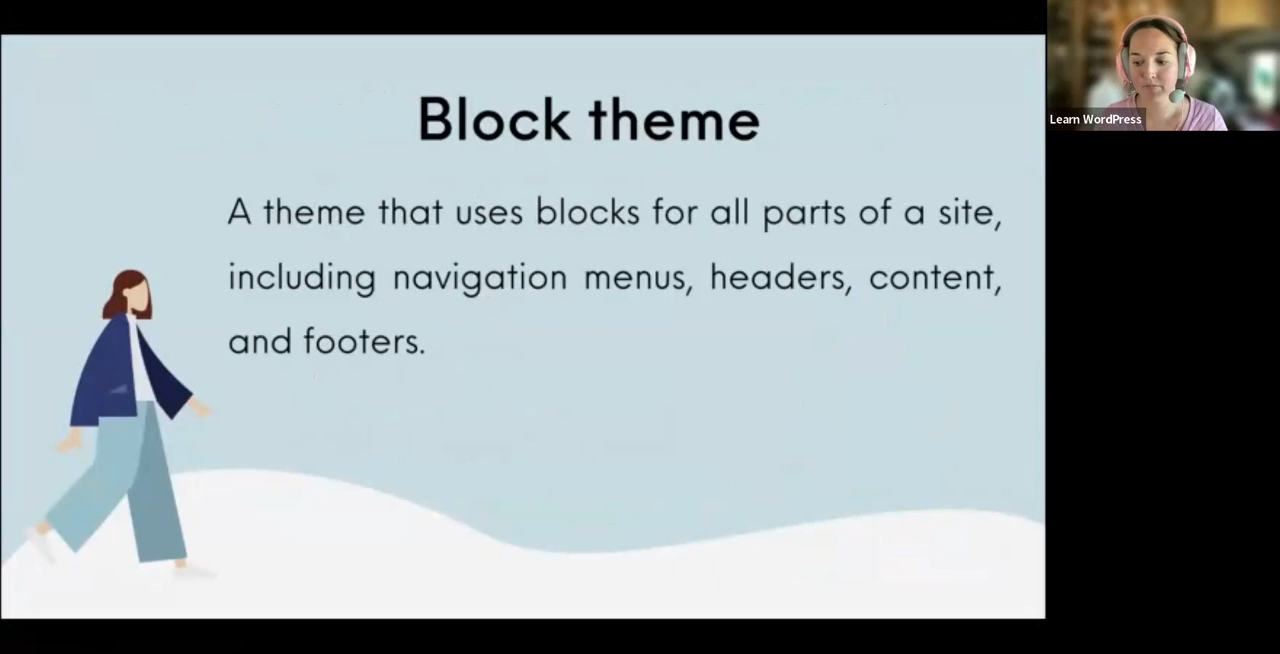 Block theme
A theme that uses blocks for all parts of a site,
including navigation menus, headers, content,
and footers.
Learn WordPress